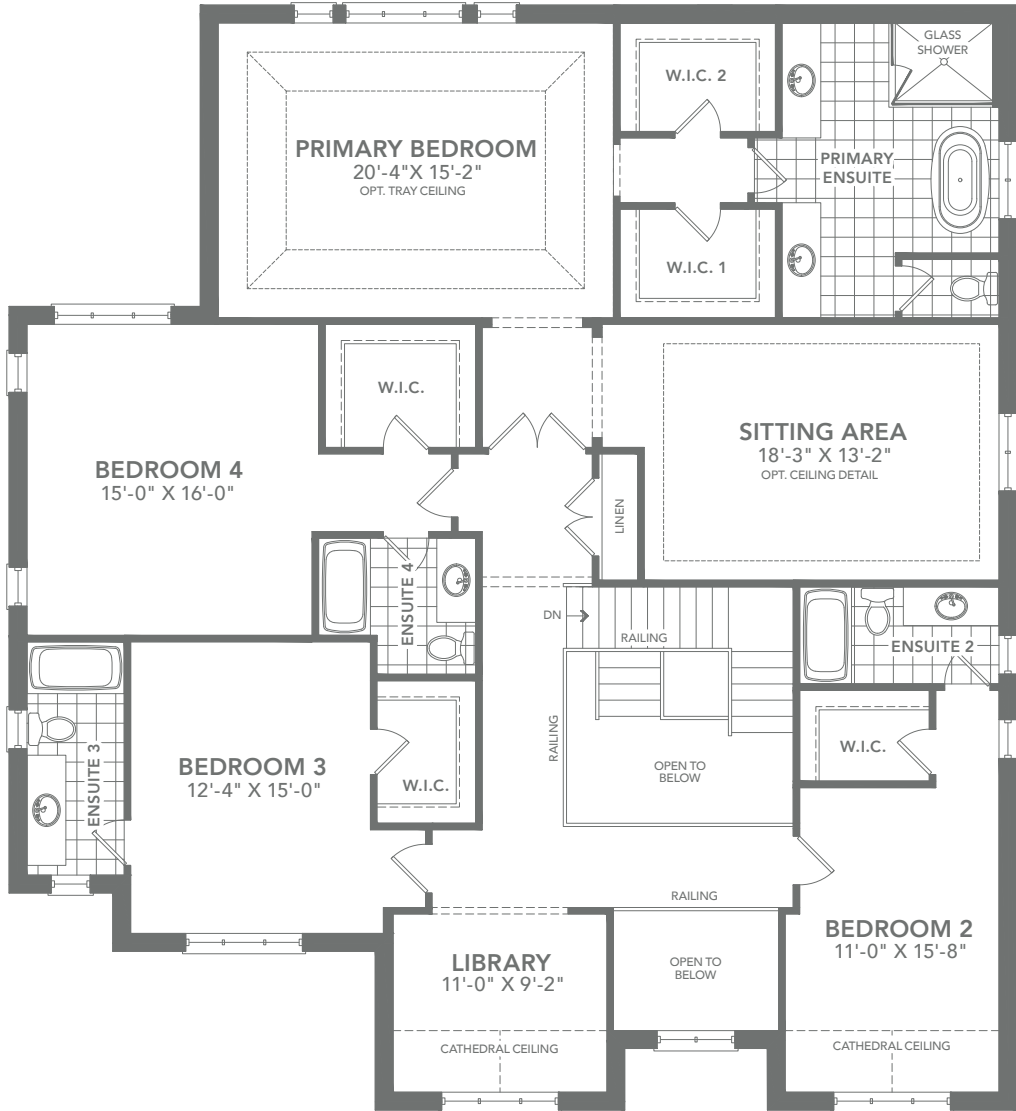 GLASS
SHOWER
W.I.C. 2
PRIMARY BEDROOM
20'-4"X 15'-2"
OPT. TRAY CEILING
PRIMARY
ENSUITE
W.I.C. 1
W.I.C.
SITTING AREA
18'-3" X 13'-2"
OPT. CEILING DETAIL
BEDROOM 4
15'-0" X 16'-0"
LINEN
ENSUITE 4
DN
RAILING
ENSUITE 2
RAILING
W.I.C.
OPEN TO
BELOW
ENSUITE 3
BEDROOM 3
12'-4" X 15'-0"
W.I.C.
RAILING
BEDROOM 2
11'-0" X 15'-8"
LIBRARY
11'-0" X 9'-2"
OPEN TO
BELOW
CATHEDRAL CEILING
CATHEDRAL CEILING